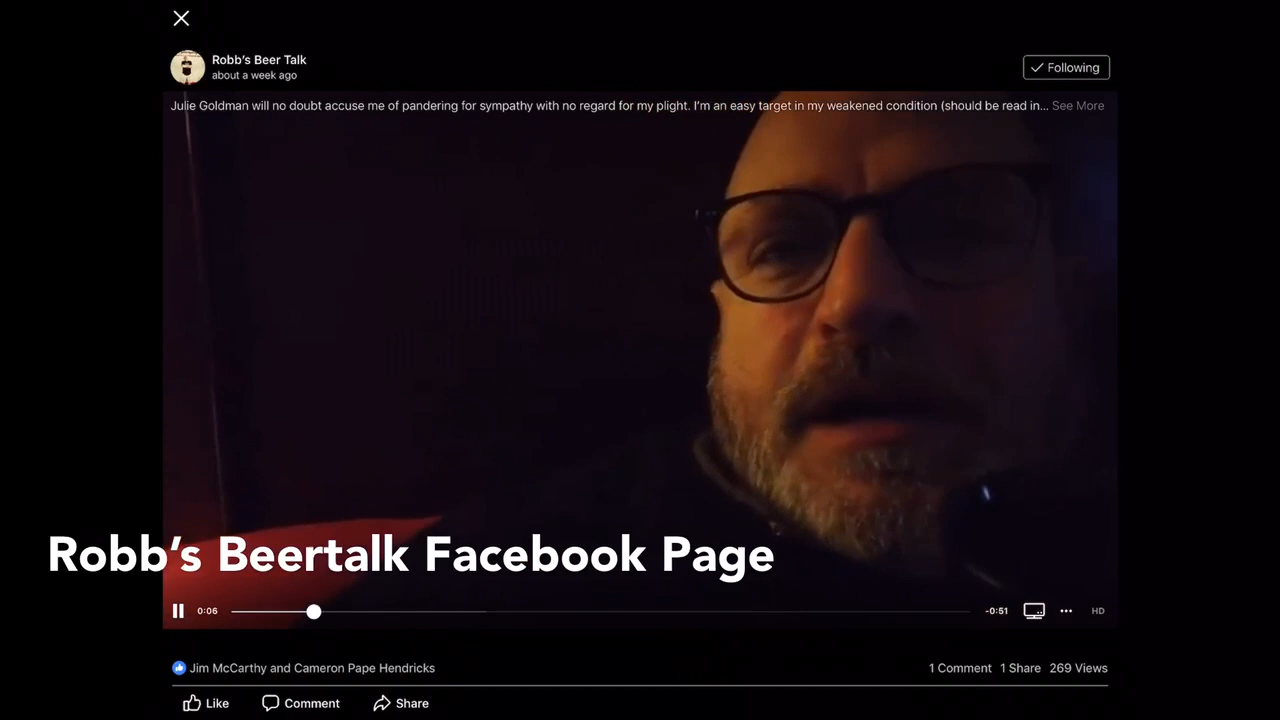 Robb's Beer Talk
about a week ago
Following
Julie Goldman will no doubt accuse me of pandering for sympathy with no regard for my plight. I'm an easy target in my weakened condition (should be read in... See More
Robb's Beertalk Facebook Page
0:06
-0:51
HD
Jim McCarthy and Cameron Pape Hendricks
1 Comment 1 Share 269 Views
Like Comment Share